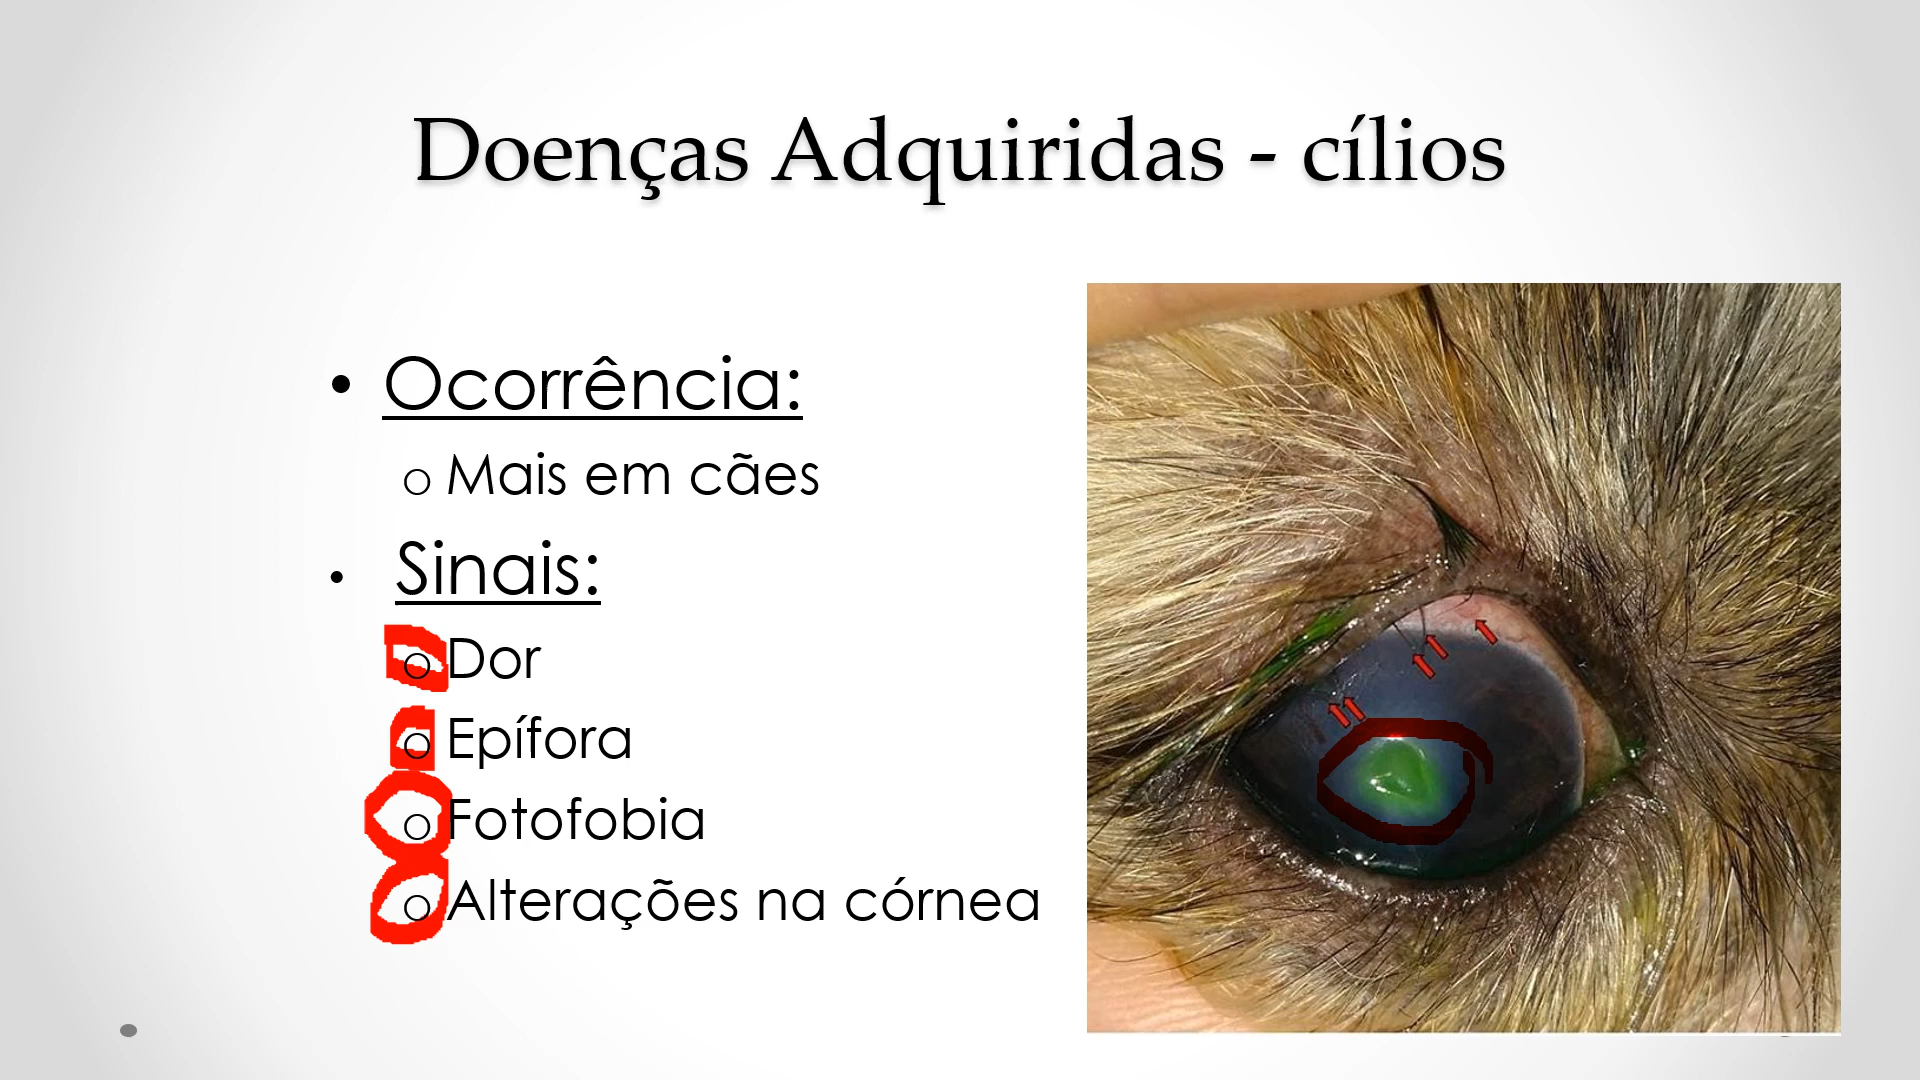 Doenças Adquiridas - cílios
• Ocorrência:
o Mais em cães
• Sinais:
o Dor
o Epífora
o Fotofobia
o Alterações na córnea